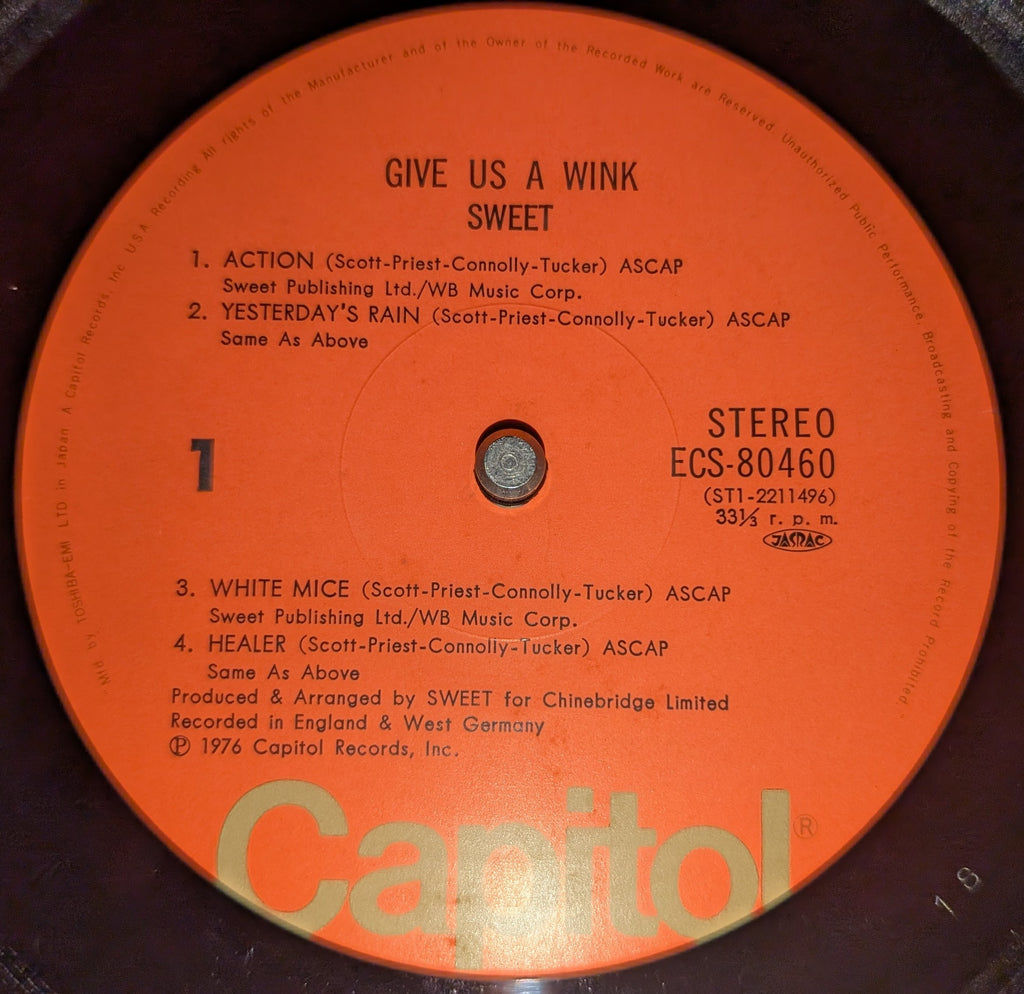 Mfd by TOSHIBA-EMI LTD in Japan A Capitol Records, Inc U.S.A. Recording All rights of the Manufacturer and of the Owner of the Recorded Work are Reserved. Unauthorized Public Performance, Broadcasting and Copying of the Record Prohibited.
GIVE US A WINK
SWEET
1. ACTION (Scott-Priest-Connolly-Tucker) ASCAP
Sweet Publishing Ltd./WB Music Corp.
2. YESTERDAY'S RAIN (Scott-Priest-Connolly-Tucker) ASCAP
Same As Above
1
STEREO
ECS-80460
(ST1-2211496)
33⅓ r. p. m.
JASRAC
3. WHITE MICE (Scott-Priest-Connolly-Tucker) ASCAP
Sweet Publishing Ltd./WB Music Corp.
4. HEALER (Scott-Priest-Connolly-Tucker) ASCAP
Same As Above
Produced & Arranged by SWEET for Chinebridge Limited
Recorded in England & West Germany
℗ 1976 Capitol Records, Inc.
Capitol®
1 8